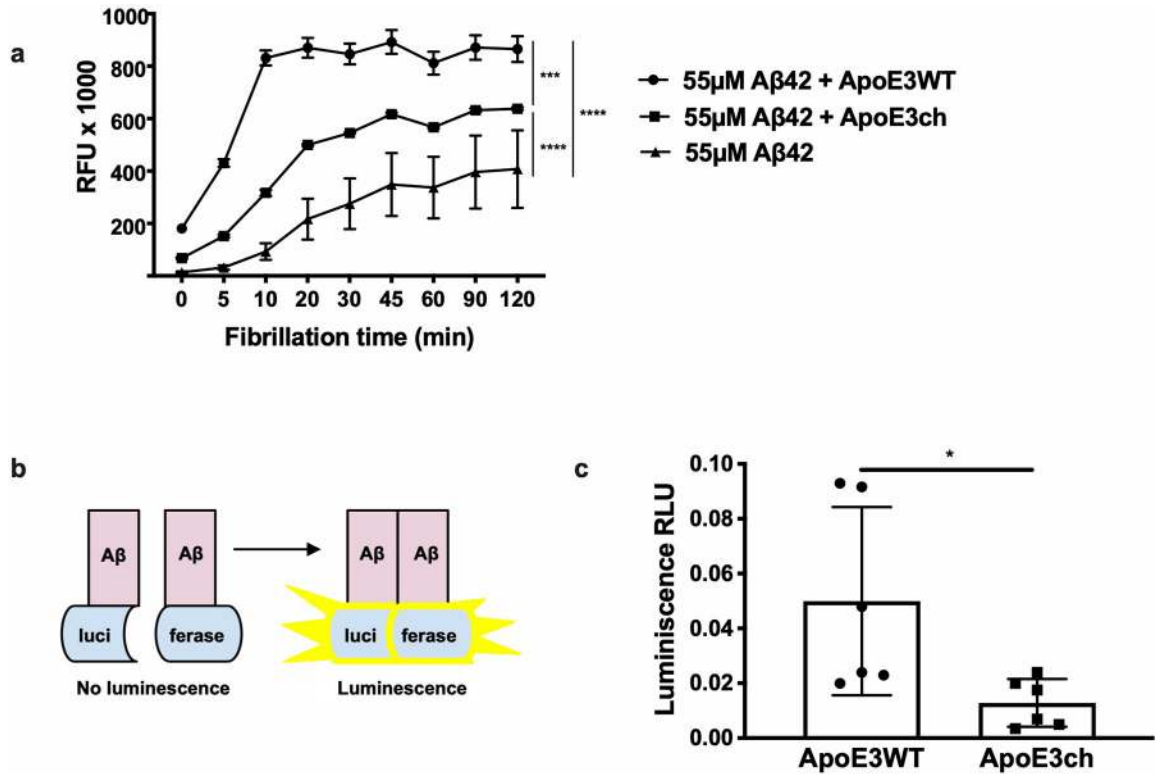 a
RFU x 1000
1000
800
600
400
200
0 5 10 20 30 45 60 90 120
Fibrillation time (min)
***
****
****
55µM Aβ42 + ApoE3WT
55µM Aβ42 + ApoE3ch
55µM Aβ42
b
Aβ Aβ Aβ Aβ
luci ferase luci ferase
No luminescence Luminescence
c
Luminiscence RLU
0.10
0.08
0.06
0.04
0.02
0.00
*
ApoE3WT ApoE3ch